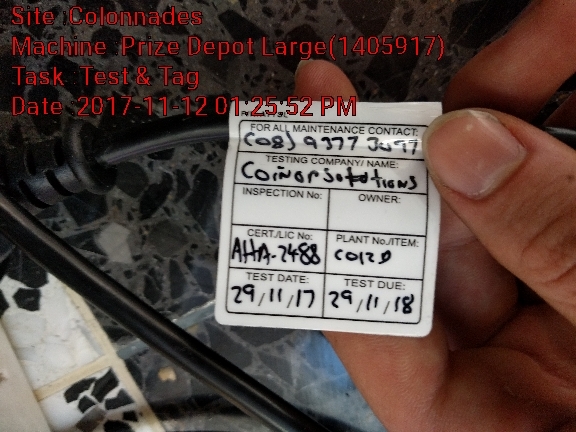 Site :Colonnades
Machine :Prize Depot Large(1405917)
Task :Test & Tag
Date :2017-11-12 01:25:52 PM
FOR ALL MAINTENANCE CONTACT:
(08) 9377 3497
TESTING COMPANY/ NAME:
INSPECTION No: OWNER:
CERT./LIC No: PLANT No./ITEM:
AHA-2488
TEST DATE: TEST DUE:
29/11/17 29/11/18